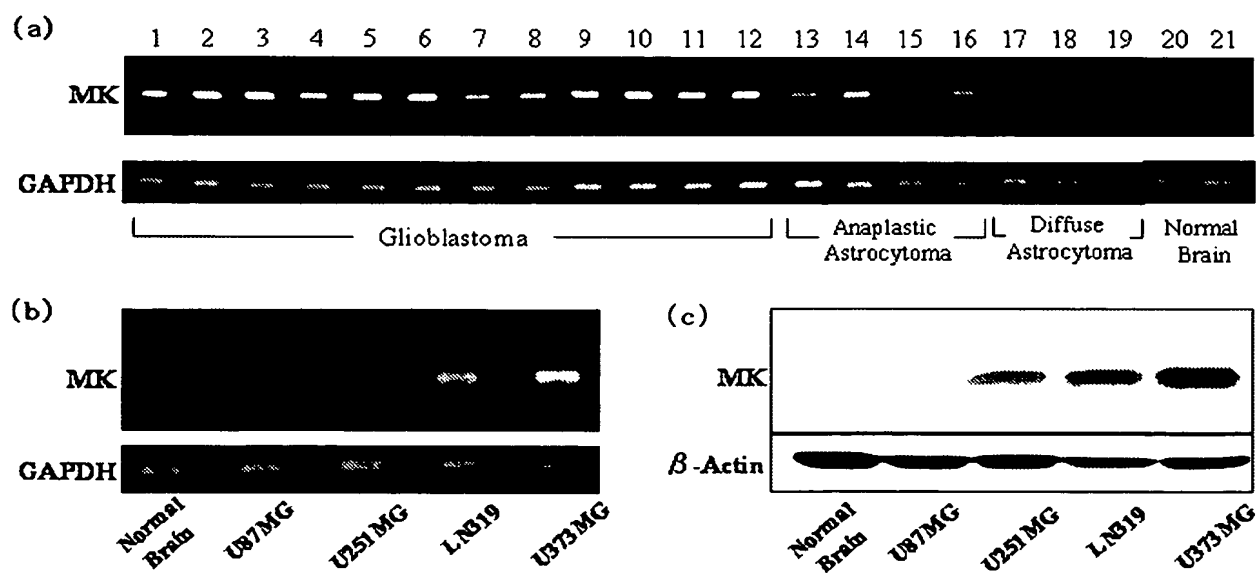 (a)
1 2 3 4 5 6 7 8 9 10 11 12 13 14 15 16 17 18 19 20 21
MK
GAPDH
Glioblastoma
Anaplastic
Astrocytoma
Diffuse
Astrocytoma
Normal
Brain
(b)
MK
GAPDH
Normal
Brain
U87MG
U251MG
LN319
U373MG
(c)
MK
β-Actin
Normal
Brain
U87MG
U251MG
LN319
U373MG